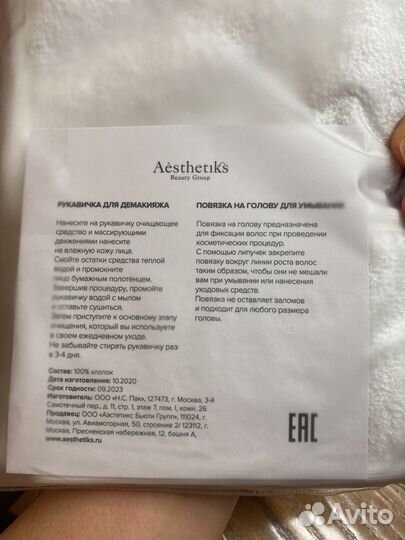 Aèsthetiks
Beauty Group
РУКАВИЧКА ДЛЯ ДЕМАКИЯЖА
Нанесите на рукавичку очищающее
средство и массирующими
движениями нанесите
на влажную кожу лица.
Смойте остатки средства теплой
водой и промокните
лицо бумажным полотенцем.
Завершив процедуру, промойте
рукавичку водой с мылом
и оставьте сушиться.
Затем приступите к основному этапу
очищения, который вы используете
в своем ежедневном уходе.
Не забывайте стирать рукавичку раз
в 3-4 дня.
ПОВЯЗКА НА ГОЛОВУ ДЛЯ УМЫВАНИЯ
Повязка на голову предназначена
для фиксации волос при проведении
косметических процедур.
С помощью липучек закрепите
повязку вокруг линии роста волос
таким образом, чтобы они не мешали
вам при умывании или нанесения
уходовых средств.
Повязка не оставляет заломов
и подходит для любого размера
головы.
Состав: 100% хлопок
Дата изготовления: 10.2020
Срок годности: 09.2023
Изготовитель: ООО «Н.С. Пак», 127473, г. Москва, 3-й
Самотечный пер., д. 11, стр. 1, этаж 7, пом. 1, комн. 26
Продавец: ООО «Аэстетикс Бьюти Групп», 111024, г.
Москва, ул. Авиамоторная, 50, строение 2/ 123112, г.
Москва, Пресненская набережная, 12, башня А,
www.aesthetiks.ru
EAC
Avito